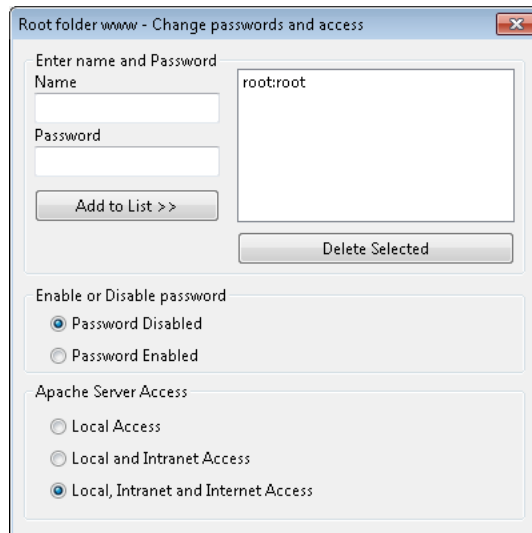 Root folder www - Change passwords and access
Enter name and Password
Name
root:root
Password
Add to List >>
Delete Selected
Enable or Disable password
Password Disabled
Password Enabled
Apache Server Access
Local Access
Local and Intranet Access
Local, Intranet and Internet Access